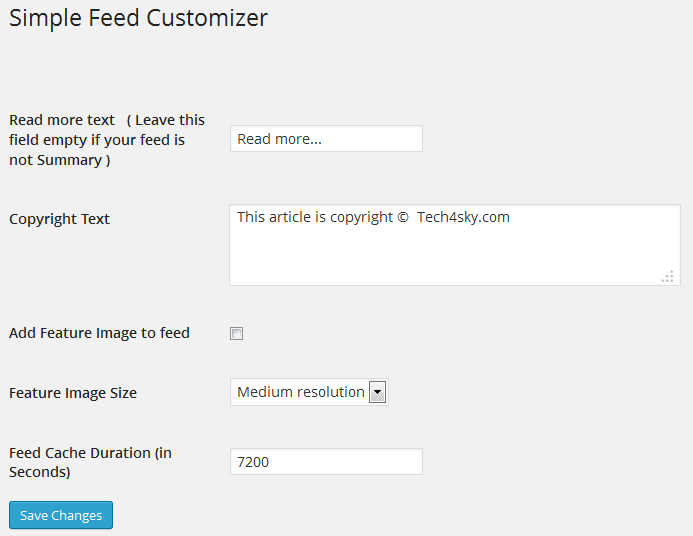 Simple Feed Customizer
Read more text ( Leave this
field empty if your feed is
not Summary )
Read more...
Copyright Text
This article is copyright © Tech4sky.com
Add Feature Image to feed
Feature Image Size
Medium resolution
Feed Cache Duration (in
Seconds)
7200
Save Changes